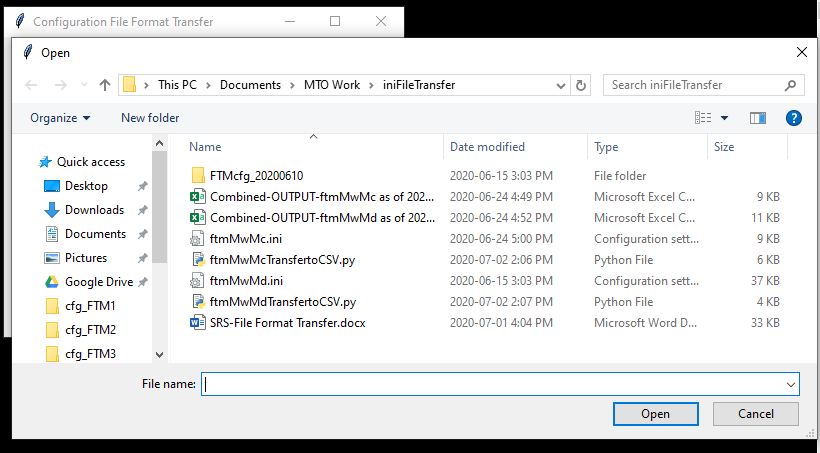 Configuration File Format Transfer
Open
This PC > Documents > MTO Work > iniFileTransfer
Search iniFileTransfer
Organize New folder
Name Date modified Type Size
Quick access
Desktop
Downloads
Documents
Pictures
Google Drive
cfg_FTM1
cfg_FTM2
cfg_FTM3
FTMcfg_20200610 2020-06-15 3:03 PM File folder
Combined-OUTPUT-ftmMwMc as of 202... 2020-06-24 4:49 PM Microsoft Excel C... 9 KB
Combined-OUTPUT-ftmMwMd as of 202... 2020-06-24 4:52 PM Microsoft Excel C... 11 KB
ftmMwMc.ini 2020-06-24 5:00 PM Configuration sett... 9 KB
ftmMwMcTransfertoCSV.py 2020-07-02 2:06 PM Python File 6 KB
ftmMwMd.ini 2020-06-15 3:03 PM Configuration sett... 37 KB
ftmMwMdTransfertoCSV.py 2020-07-02 2:07 PM Python File 4 KB
SRS-File Format Transfer.docx 2020-07-01 4:04 PM Microsoft Word D... 33 KB
File name:
Open Cancel